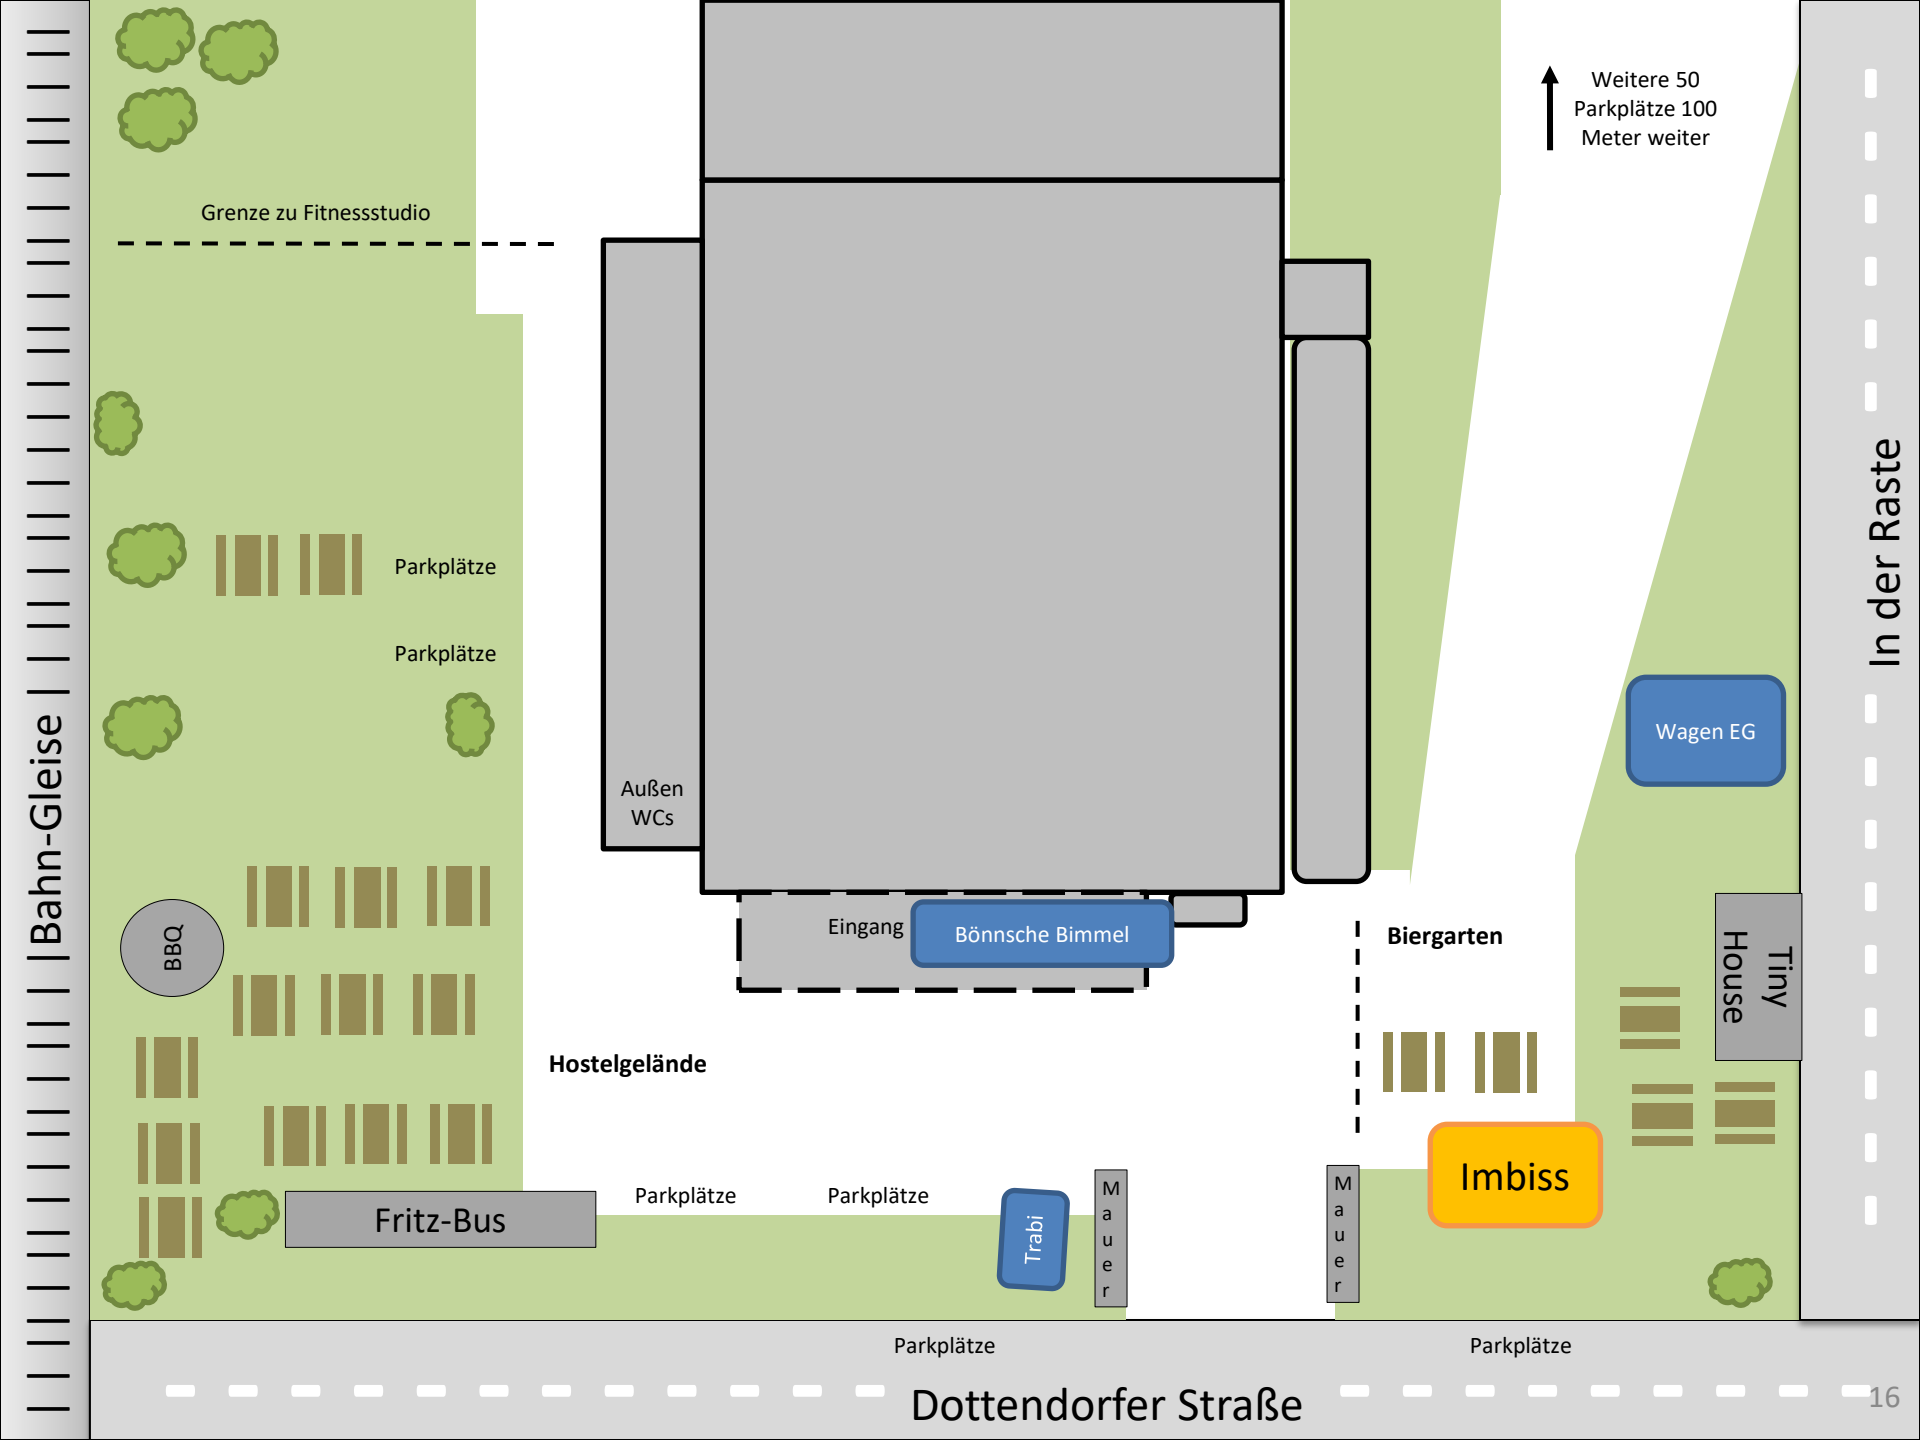 Weitere 50
Parkplätze 100
Meter weiter
Grenze zu Fitnessstudio
In der Raste
Parkplätze
Parkplätze
Bahn-Gleise
Wagen EG
Außen
WCs
Eingang
Bönnsche Bimmel
Biergarten
BBQ
Tiny
House
Hostelgelände
Imbiss
Parkplätze
Parkplätze
Fritz-Bus
Trabi
M
a
u
e
r
M
a
u
e
r
Parkplätze
Parkplätze
Dottendorfer Straße
16